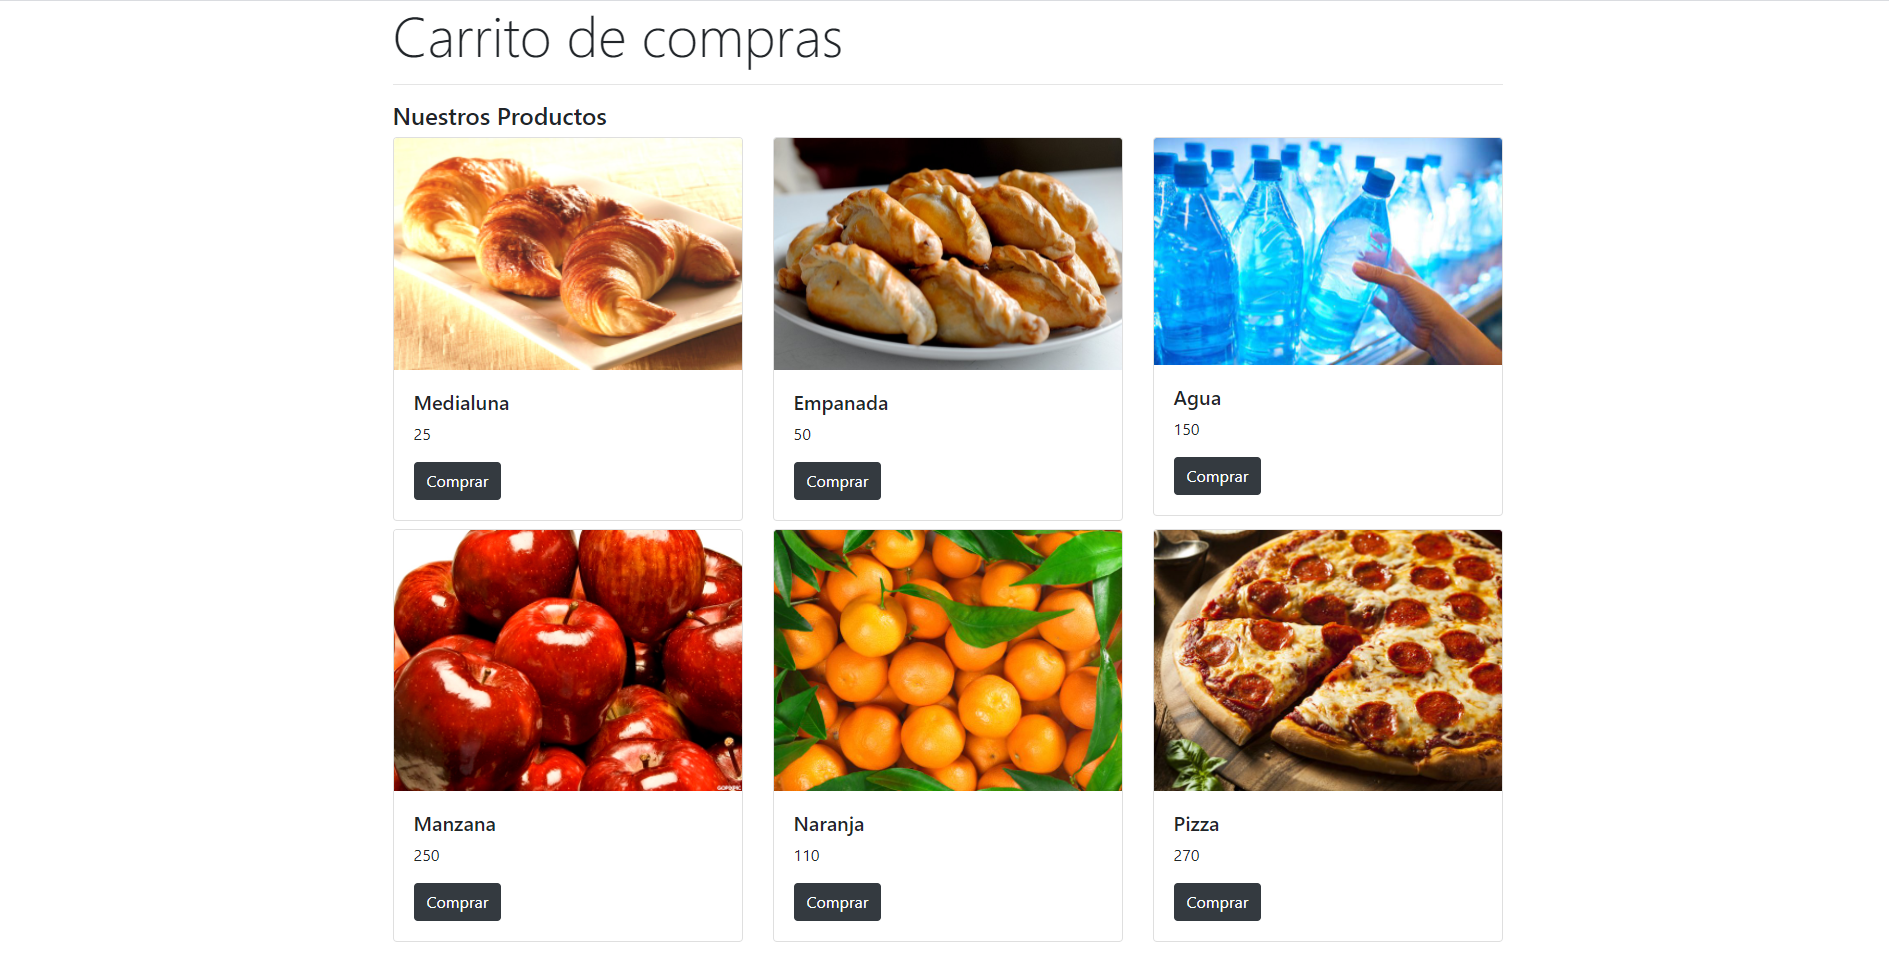 Carrito de compras
Nuestros Productos
Medialuna
25
Comprar
Empanada
50
Comprar
Agua
150
Comprar
Manzana
250
Comprar
Naranja
110
Comprar
Pizza
270
Comprar